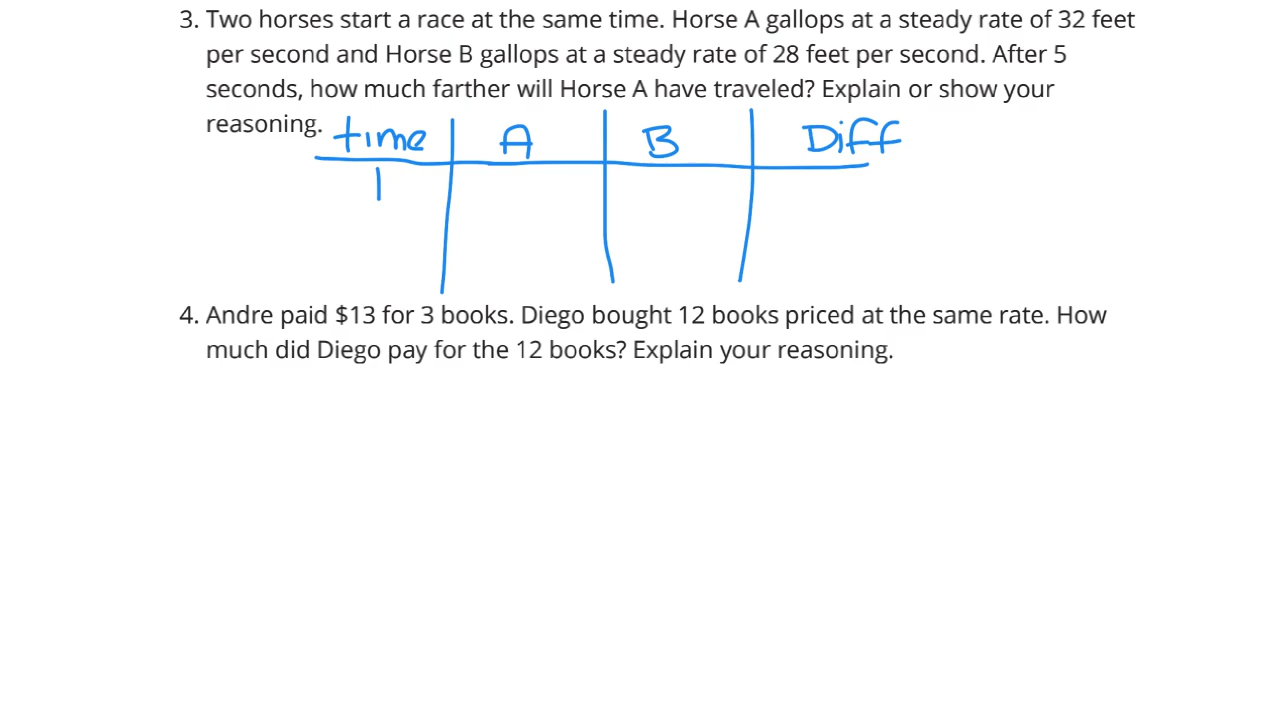 3. Two horses start a race at the same time. Horse A gallops at a steady rate of 32 feet
per second and Horse B gallops at a steady rate of 28 feet per second. After 5
seconds, how much farther will Horse A have traveled? Explain or show your
reasoning.
time A B Diff
1
4. Andre paid $13 for 3 books. Diego bought 12 books priced at the same rate. How
much did Diego pay for the 12 books? Explain your reasoning.